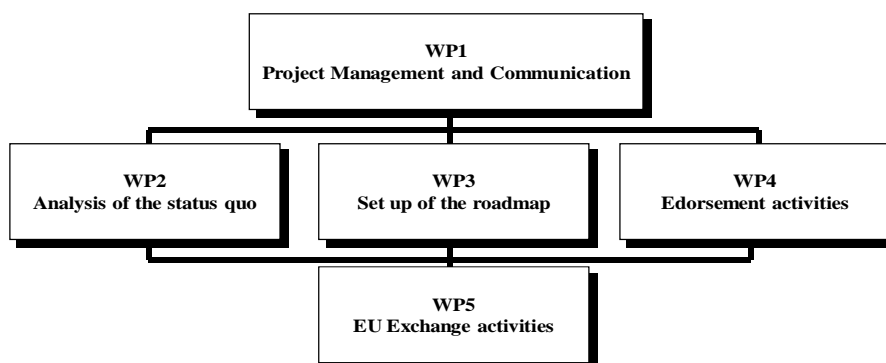 WP1
Project Management and Communication
WP2
Analysis of the status quo
WP3
Set up of the roadmap
WP4
Edorsement activities
WP5
EU Exchange activities